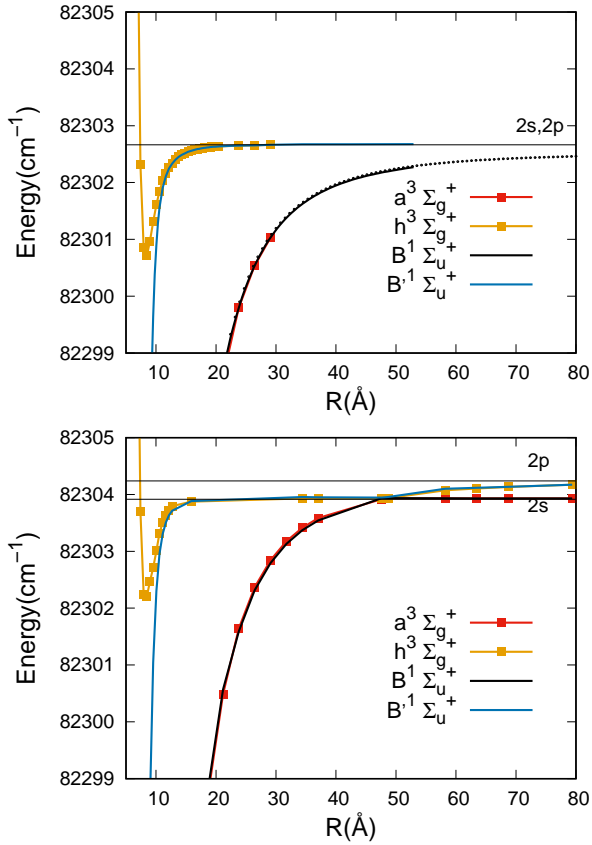 82305
82304
82303
82302
82301
82300
82299
Energy(cm⁻¹)
2s,2p
a³ Σg⁺
h³ Σg⁺
B¹ Σu⁺
B'¹ Σu⁺
10 20 30 40 50 60 70 80
R(Å)
82305
82304
82303
82302
82301
82300
82299
Energy(cm⁻¹)
2p
2s
a³ Σg⁺
h³ Σg⁺
B¹ Σu⁺
B'¹ Σu⁺
10 20 30 40 50 60 70 80
R(Å)